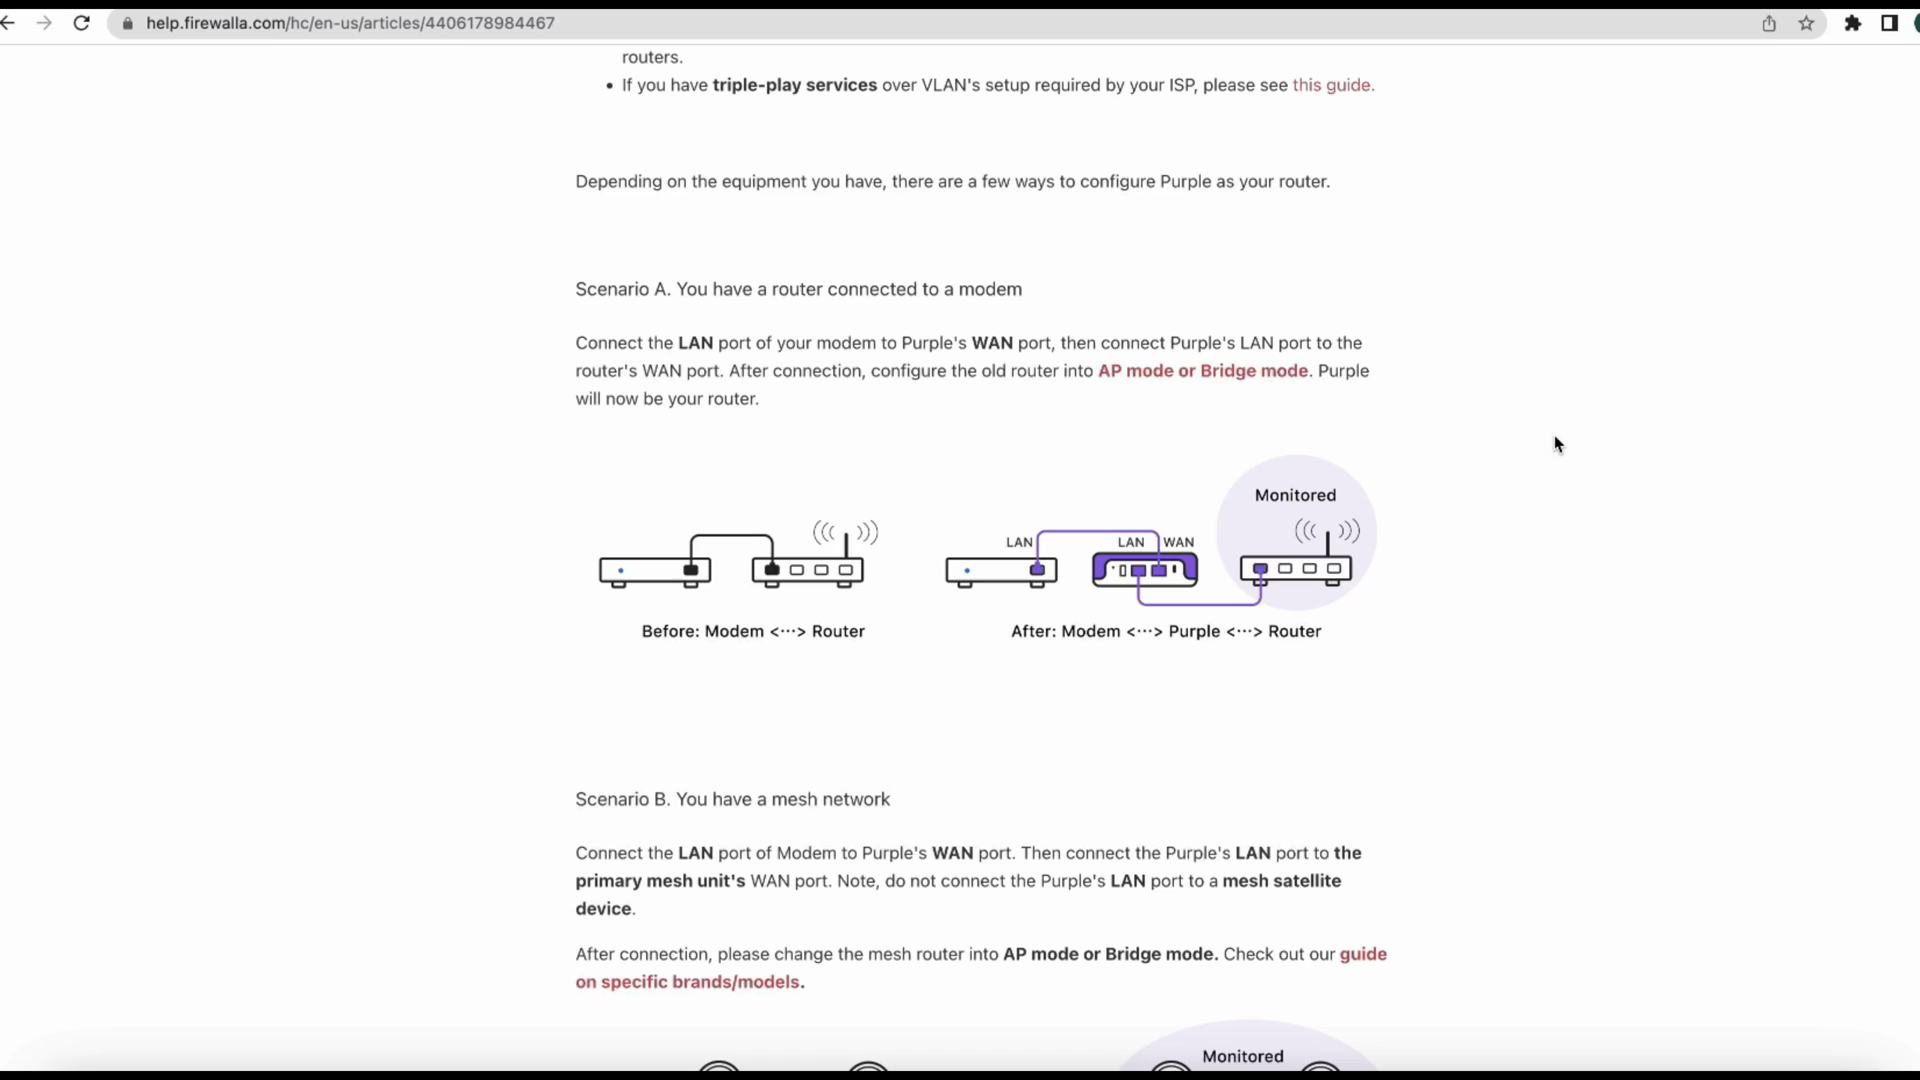 help.firewalla.com/hc/en-us/articles/4406178984467
routers.
• If you have triple-play services over VLAN's setup required by your ISP, please see this guide.
Depending on the equipment you have, there are a few ways to configure Purple as your router.
Scenario A. You have a router connected to a modem
Connect the LAN port of your modem to Purple's WAN port, then connect Purple's LAN port to the
router's WAN port. After connection, configure the old router into AP mode or Bridge mode. Purple
will now be your router.
Monitored
LAN
LAN WAN
Before: Modem <···> Router
After: Modem <···> Purple <···> Router
Scenario B. You have a mesh network
Connect the LAN port of Modem to Purple's WAN port. Then connect the Purple's LAN port to the
primary mesh unit's WAN port. Note, do not connect the Purple's LAN port to a mesh satellite
device.
After connection, please change the mesh router into AP mode or Bridge mode. Check out our guide
on specific brands/models.
Monitored